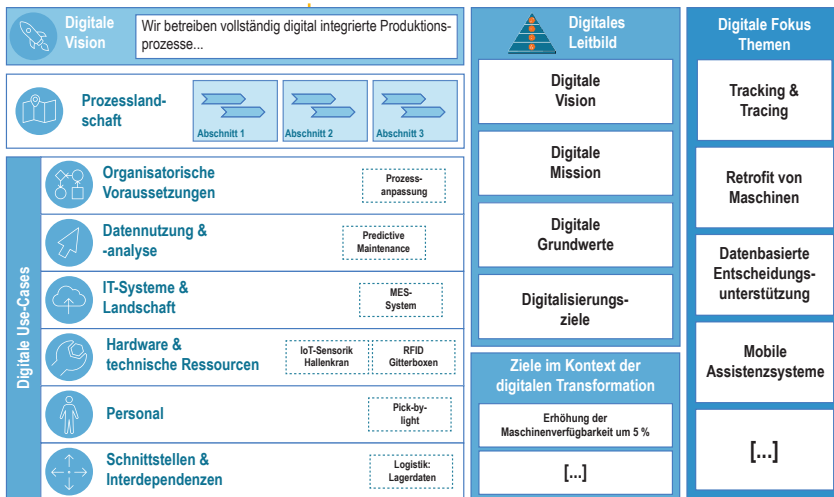 Digitale
Vision
Wir betreiben vollständig digital integrierte Produktions-
prozesse...
Prozessland-
schaft
Abschnitt 1
Abschnitt 2
Abschnitt 3
Digitale Use-Cases
Organisatorische
Voraussetzungen
Prozess-
anpassung
Datennutzung &
-analyse
Predictive
Maintenance
IT-Systeme &
Landschaft
MES-
System
Hardware &
technische Ressourcen
IoT-Sensorik
Hallenkran
RFID
Gitterboxen
Personal
Pick-by-
light
Schnittstellen &
Interdependenzen
Logistik:
Lagerdaten
Digitales
Leitbild
Digitale
Vision
Digitale
Mission
Digitale
Grundwerte
Digitalisierungs-
ziele
Ziele im Kontext der
digitalen Transformation
Erhöhung der
Maschinenverfügbarkeit um 5 %
[...]
Digitale Fokus
Themen
Tracking &
Tracing
Retrofit von
Maschinen
Datenbasierte
Entscheidungs-
unterstützung
Mobile
Assistenzsysteme
[...]